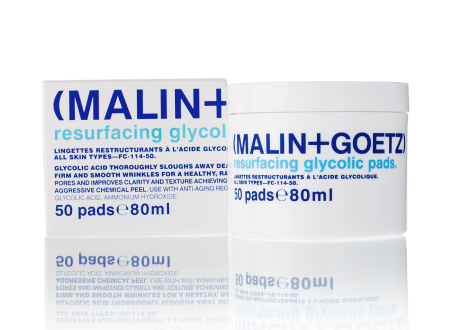 (MALIN+
resurfacing glycol
LINGETTES RESTRUCTURANTS À L'ACIDE GLYCO
ALL SKIN TYPES—FC-114-50.
GLYCOLIC ACID THOROUGHLY SLOUGHS AWAY DEA
FIRM AND SMOOTH WRINKLES FOR A HEALTHY, RA
PORES AND IMPROVES CLARITY AND TEXTURE ACHIEVING
AGGRESSIVE CHEMICAL PEEL. USE WITH ANTI-AGING REG
GLYCOLIC ACID, AMMONIUM HYDROXIDE.
50 pads℮80ml
(MALIN+GOETZ)
resurfacing glycolic pads.
LINGETTES RESTRUCTURANTS À L'ACIDE GLYCOLIQUE.
ALL SKIN TYPES—FC-114-50.
50 pads℮80ml